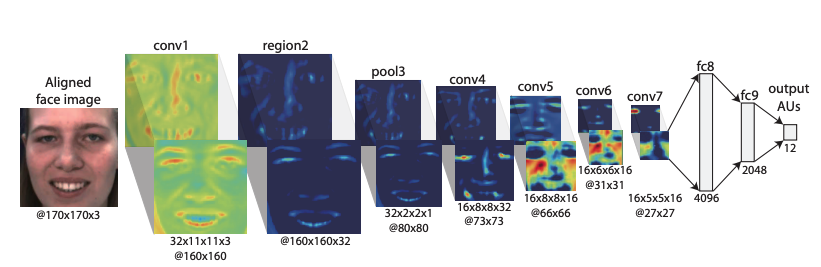 conv1
region2
pool3
conv4
conv5
conv6
conv7
fc8
fc9
output
AUs
Aligned
face image
@170x170x3
32x11x11x3
@160x160
@160x160x32
32x2x2x1
@80x80
16x8x8x32
@73x73
16x8x8x16
@66x66
16x6x6x16
@31x31
16x5x5x16
@27x27
4096
2048
12